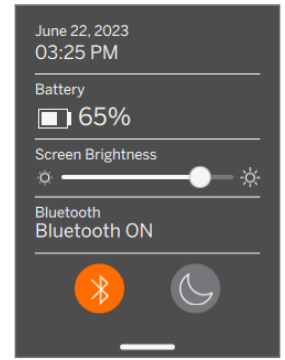 June 22, 2023
03:25 PM
Battery
65%
Screen Brightness
Bluetooth
Bluetooth ON